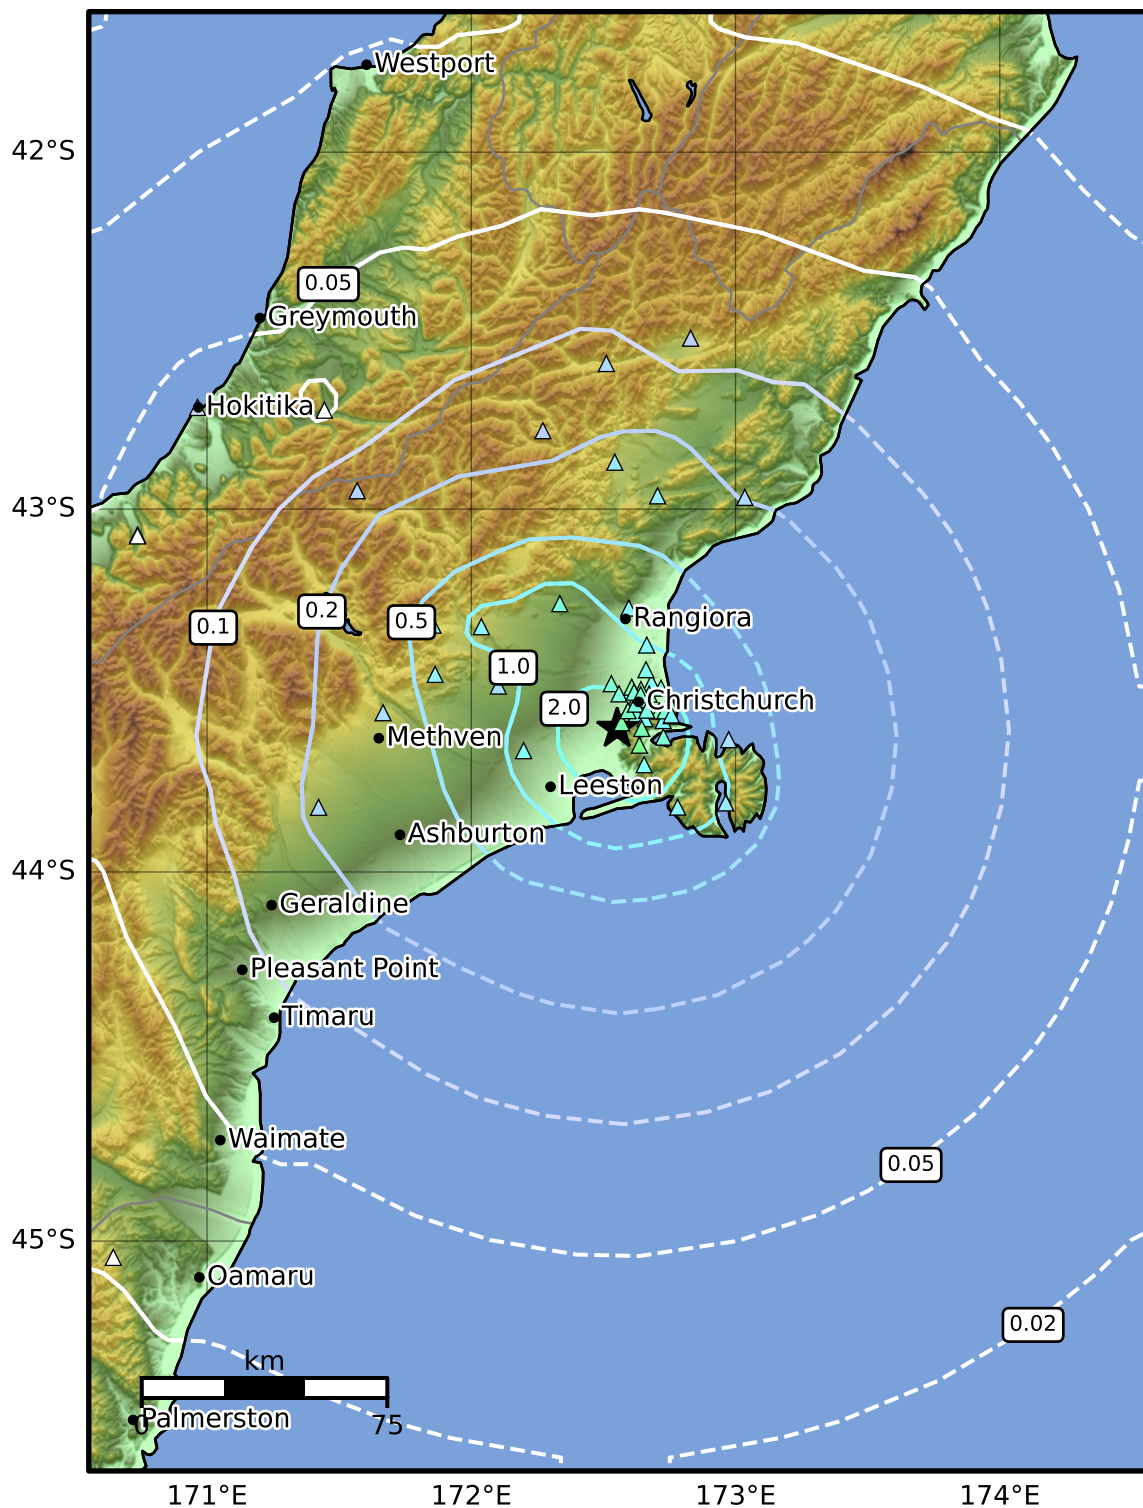 Westport
42°S
0.05
Greymouth
Hokitika
43°S
0.2
0.5
Rangiora
0.1
1.0
Christchurch
2.0
Methven
Leeston
Ashburton
44°S
Geraldine
Pleasant Point
Timaru
Waimate
0.05
45°S
Oamaru
0.02
km
0
75
Palmerston
171°E
172°E
173°E
174°E